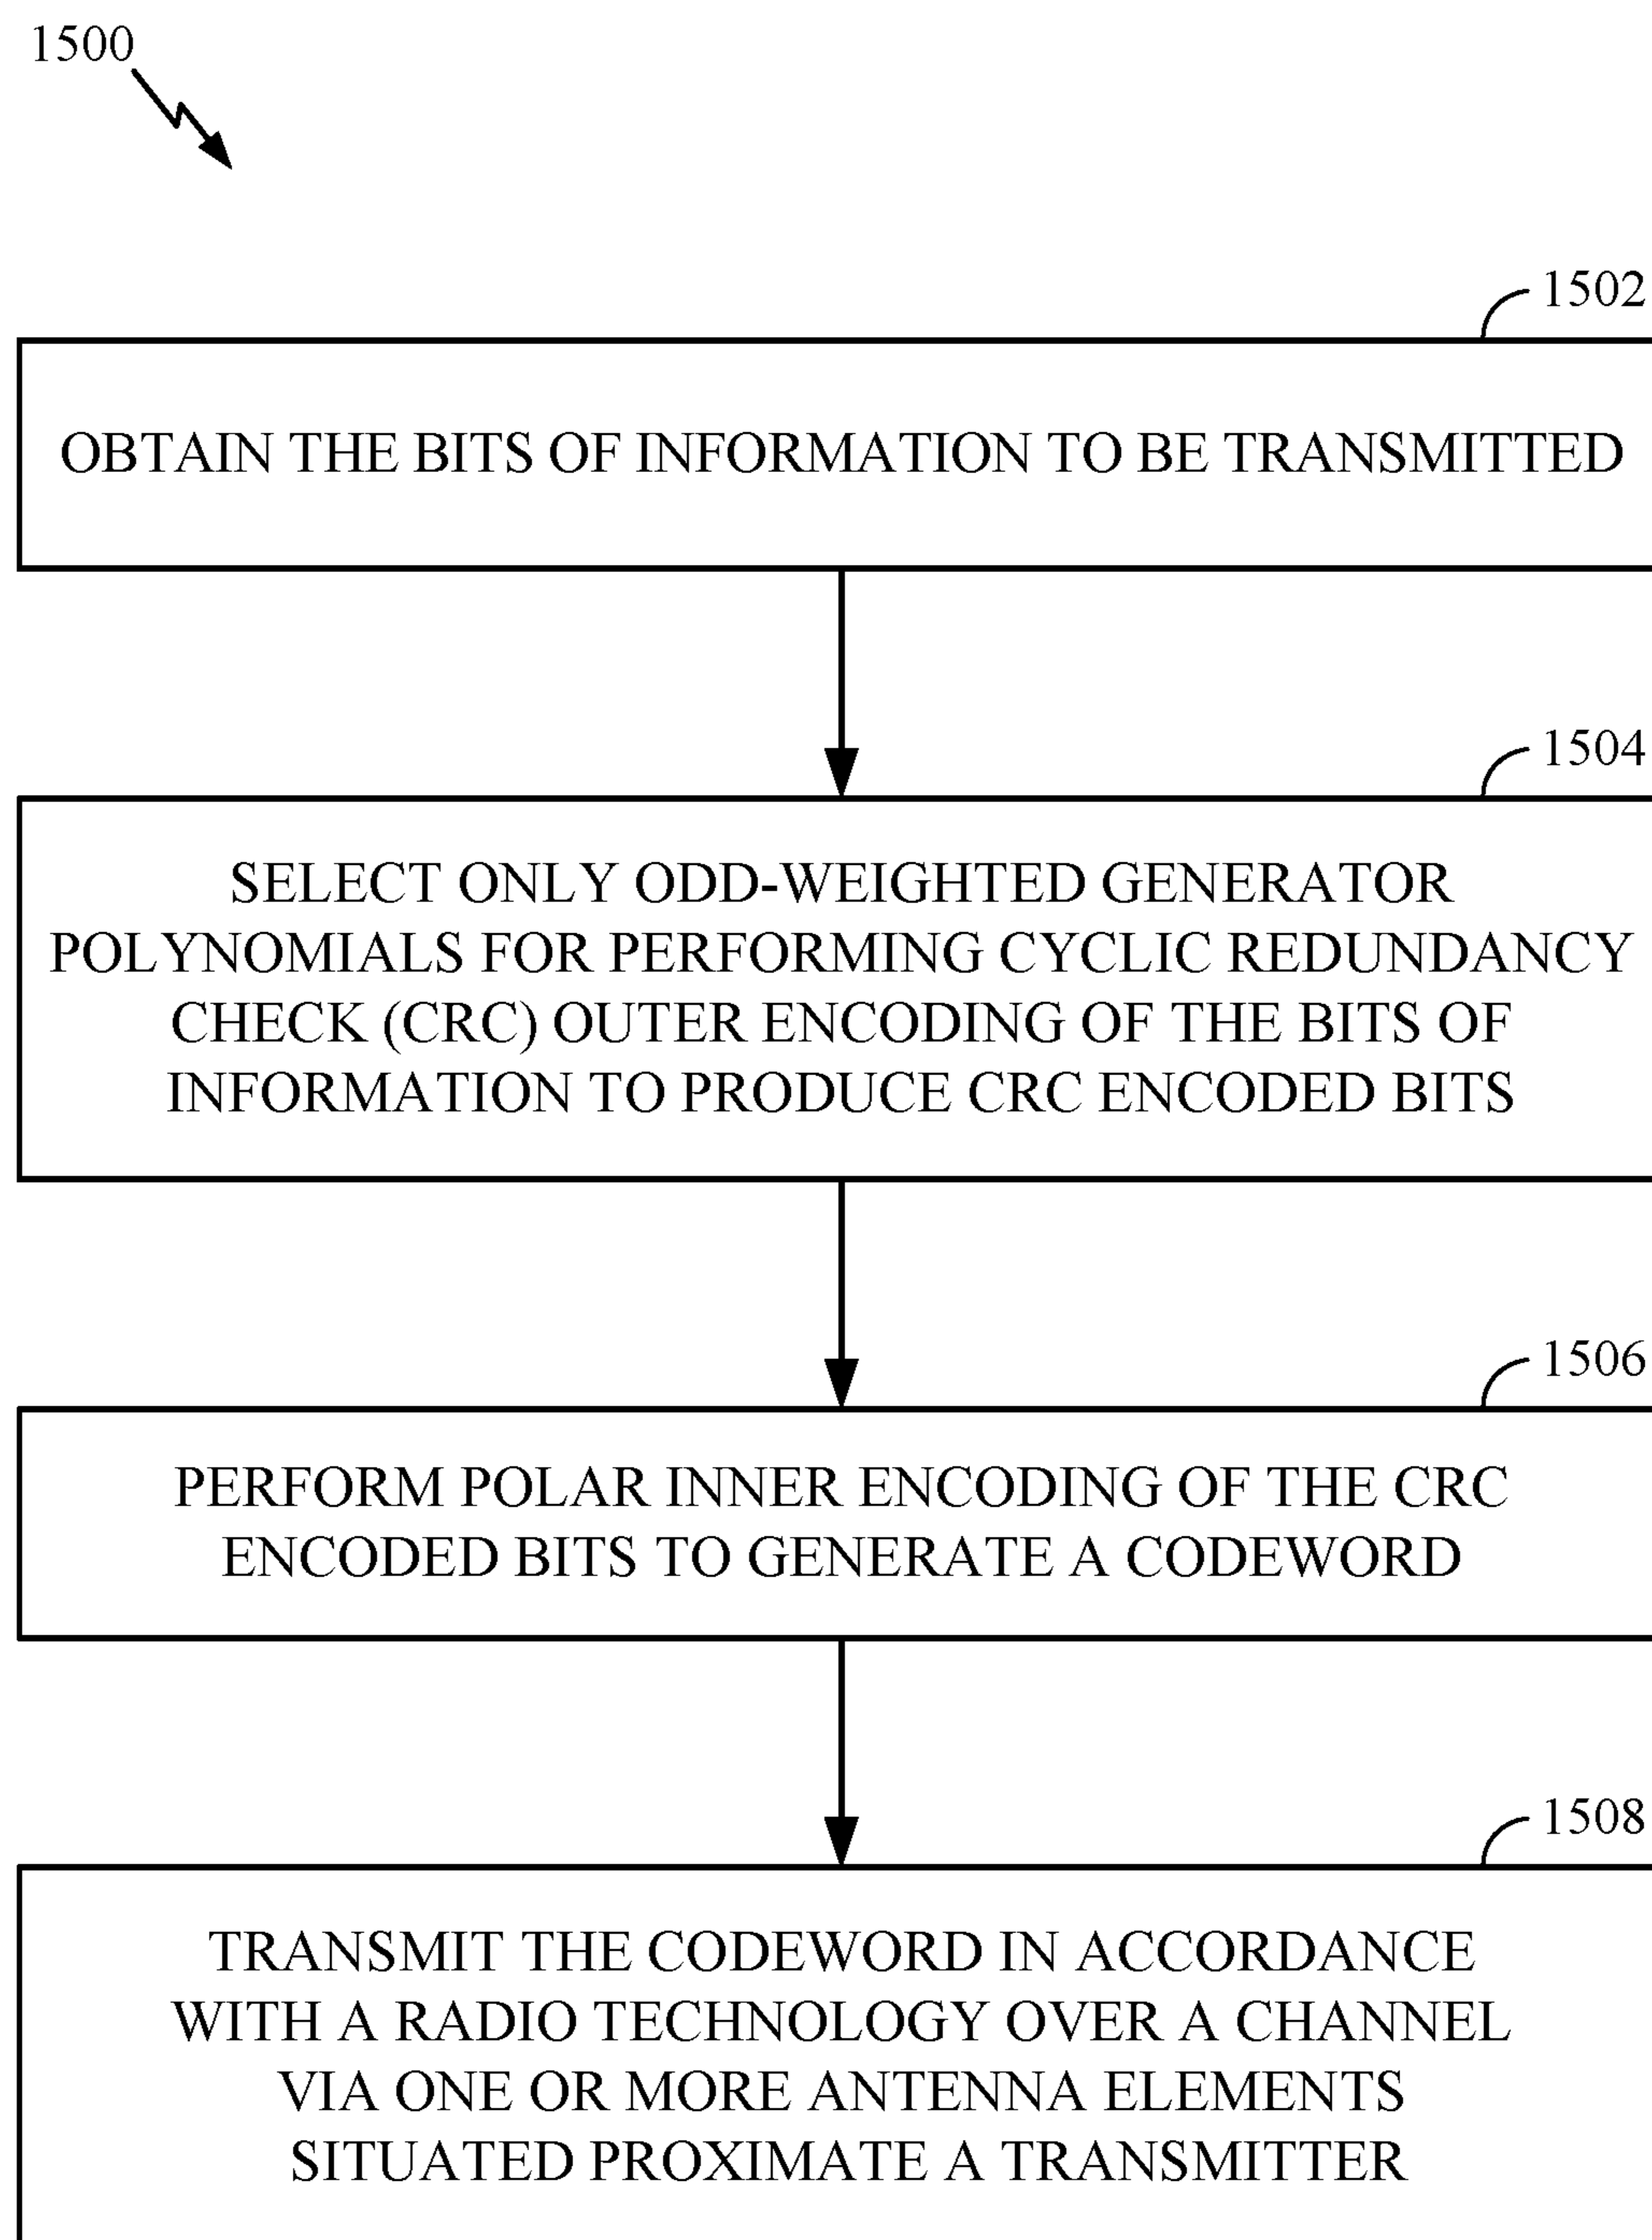 1500
1502
OBTAIN THE BITS OF INFORMATION TO BE TRANSMITTED
1504
SELECT ONLY ODD-WEIGHTED GENERATOR
POLYNOMIALS FOR PERFORMING CYCLIC REDUNDANCY
CHECK (CRC) OUTER ENCODING OF THE BITS OF
INFORMATION TO PRODUCE CRC ENCODED BITS
1506
PERFORM POLAR INNER ENCODING OF THE CRC
ENCODED BITS TO GENERATE A CODEWORD
1508
TRANSMIT THE CODEWORD IN ACCORDANCE
WITH A RADIO TECHNOLOGY OVER A CHANNEL
VIA ONE OR MORE ANTENNA ELEMENTS
SITUATED PROXIMATE A TRANSMITTER